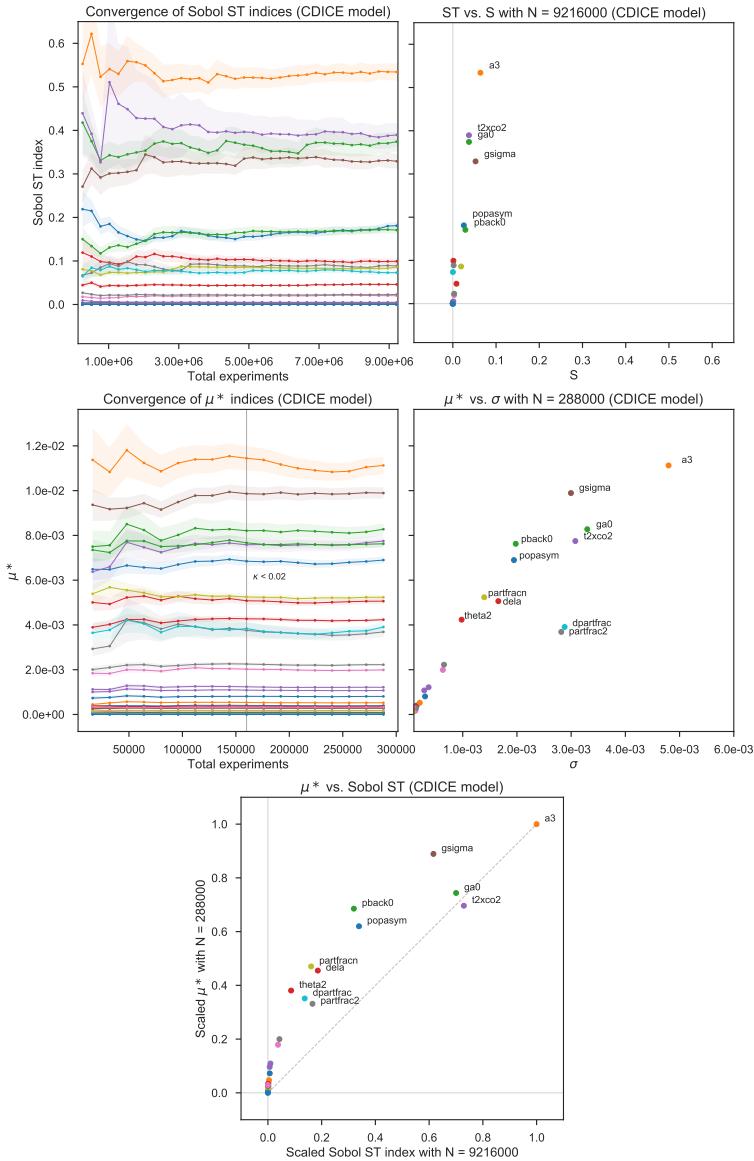 Convergence of Sobol ST indices (CDICE model)
0.6
0.5
0.4
0.3
0.2
0.1
0.0
Sobol ST index
1.00e+06
3.00e+06
5.00e+06
7.00e+06
9.00e+06
Total experiments
ST vs. S with N = 9216000 (CDICE model)
a3
t2xco2
ga0
gsigma
popasym
pback0
0.0
0.1
0.2
0.3
0.4
0.5
0.6
S
Convergence of μ* indices (CDICE model)
1.2e-02
1.0e-02
8.0e-03
6.0e-03
4.0e-03
2.0e-03
0.0e+00
μ*
κ < 0.02
50000
100000
150000
200000
250000
300000
Total experiments
μ* vs. σ with N = 288000 (CDICE model)
a3
gsigma
ga0
pback0
t2xco2
popasym
partfracn
dela
theta2
dpartfrac
partfrac2
1.0e-03
2.0e-03
3.0e-03
4.0e-03
5.0e-03
6.0e-03
σ
μ* vs. Sobol ST (CDICE model)
1.0
0.8
0.6
0.4
0.2
0.0
Scaled μ* with N = 288000
a3
gsigma
ga0
pback0
t2xco2
popasym
partfracn
dela
theta2
dpartfrac
partfrac2
0.0
0.2
0.4
0.6
0.8
1.0
Scaled Sobol ST index with N = 9216000